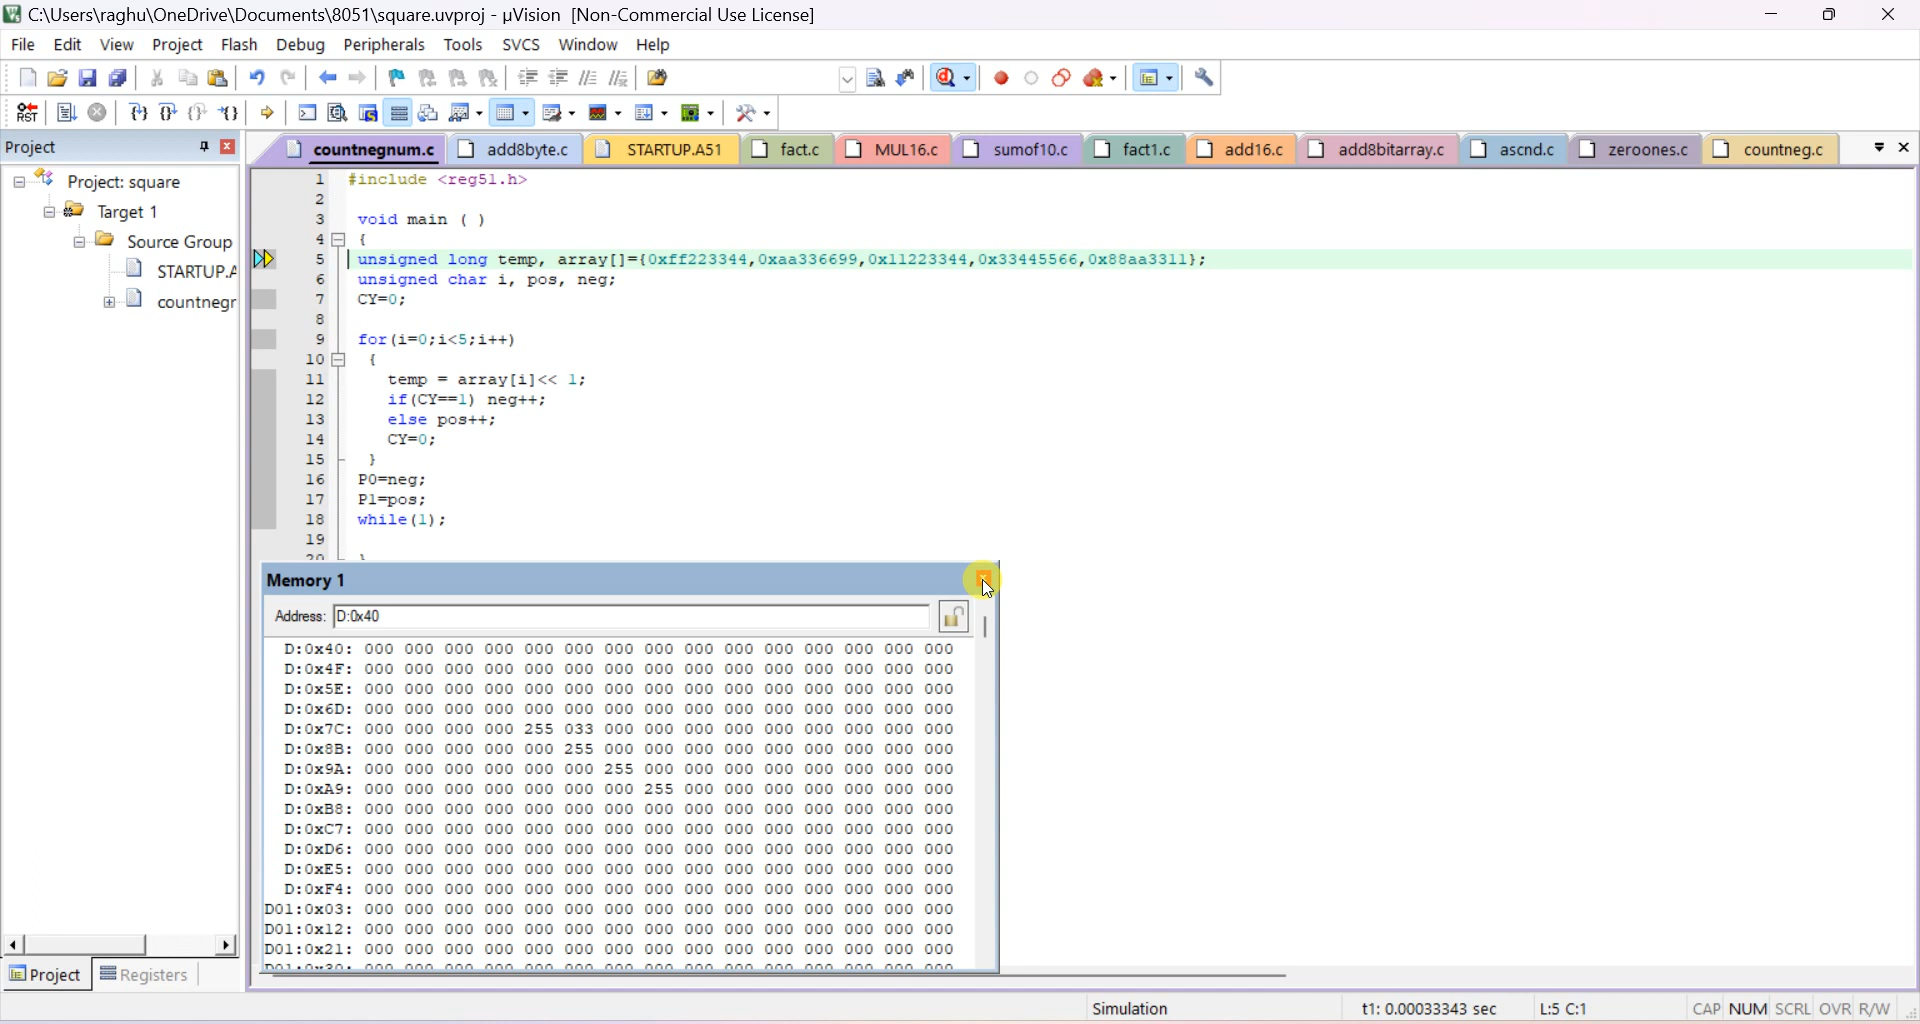 C:\Users\raghu\OneDrive\Documents\8051\square.uvproj - µVision [Non-Commercial Use License]
File Edit View Project Flash Debug Peripherals Tools SVCS Window Help
RST
Project
countnegnum.c add8byte.c STARTUP.A51 fact.c MUL16.c sumof10.c fact1.c add16.c add8bitarray.c ascnd.c zeroones.c countneg.c
Project: square
Target 1
Source Group
STARTUP.A
countnegr
1 #include <reg51.h>
2
3 void main ( )
4 {
5 unsigned long temp, array[]={0xff223344,0xaa336699,0x11223344,0x33445566,0x88aa3311};
6 unsigned char i, pos, neg;
7 CY=0;
8
9 for(i=0;i<5;i++)
10 {
11 temp = array[i]<< 1;
12 if(CY==1) neg++;
13 else pos++;
14 CY=0;
15 }
16 P0=neg;
17 P1=pos;
18 while(1);
19
20 }
Memory 1
Address: D:0x40
D:0x40: 000 000 000 000 000 000 000 000 000 000 000 000 000 000 000
D:0x4F: 000 000 000 000 000 000 000 000 000 000 000 000 000 000 000
D:0x5E: 000 000 000 000 000 000 000 000 000 000 000 000 000 000 000
D:0x6D: 000 000 000 000 000 000 000 000 000 000 000 000 000 000 000
D:0x7C: 000 000 000 000 255 033 000 000 000 000 000 000 000 000 000
D:0x8B: 000 000 000 000 000 255 000 000 000 000 000 000 000 000 000
D:0x9A: 000 000 000 000 000 000 255 000 000 000 000 000 000 000 000
D:0xA9: 000 000 000 000 000 000 000 255 000 000 000 000 000 000 000
D:0xB8: 000 000 000 000 000 000 000 000 000 000 000 000 000 000 000
D:0xC7: 000 000 000 000 000 000 000 000 000 000 000 000 000 000 000
D:0xD6: 000 000 000 000 000 000 000 000 000 000 000 000 000 000 000
D:0xE5: 000 000 000 000 000 000 000 000 000 000 000 000 000 000 000
D:0xF4: 000 000 000 000 000 000 000 000 000 000 000 000 000 000 000
D01:0x03: 000 000 000 000 000 000 000 000 000 000 000 000 000 000 000
D01:0x12: 000 000 000 000 000 000 000 000 000 000 000 000 000 000 000
D01:0x21: 000 000 000 000 000 000 000 000 000 000 000 000 000 000 000
D01:0x30: 000 000 000 000 000 000 000 000 000 000 000 000 000 000 000
Project Registers
Simulation t1: 0.00033343 sec L:5 C:1 CAP NUM SCRL OVR R/W